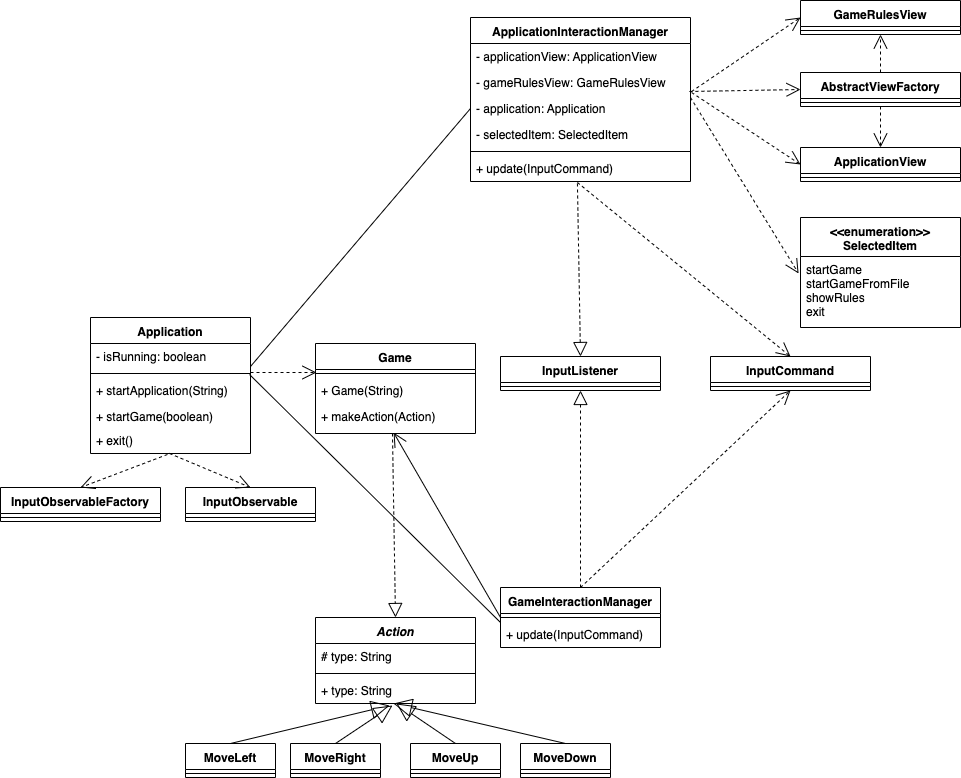 ApplicationInteractionManager
- applicationView: ApplicationView
- gameRulesView: GameRulesView
- application: Application
- selectedItem: SelectedItem
+ update(InputCommand)
GameRulesView
AbstractViewFactory
ApplicationView
<<enumeration>>
SelectedItem
startGame
startGameFromFile
showRules
exit
Application
- isRunning: boolean
+ startApplication(String)
+ startGame(boolean)
+ exit()
Game
+ Game(String)
+ makeAction(Action)
InputListener
InputCommand
InputObservableFactory
InputObservable
GameInteractionManager
+ update(InputCommand)
Action
# type: String
+ type: String
MoveLeft
MoveRight
MoveUp
MoveDown